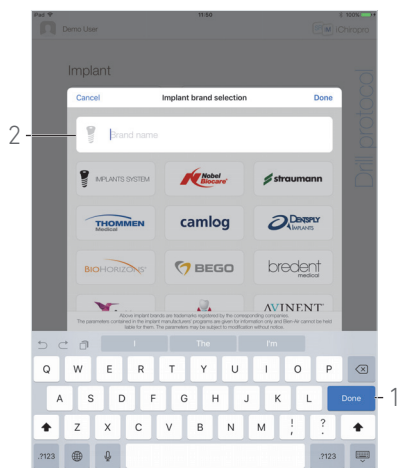 iPad 11:50 100%
Demo User iChiropro
Implant
Drill protocol
Cancel Implant brand selection Done
2
Brand name
IMPLANTS SYSTEM Nobel Biocare straumann
THOMMEN Medical camlog DENTSPLY IMPLANTS
BIOHORIZONS BEGO bredent medical
AVINENT
Above implant brands are trademarks registered by the corresponding companies.
The parameters contained in the implant manufacturers' programs are given for information only and Bien-Air cannot be held
liable for them. The parameters may be subject to modification without notice.
I The I'm
Q W E R T Y U I O P
A S D F G H J K L Done
1
Z X C V B N M ! , ? .
.?123 .?123